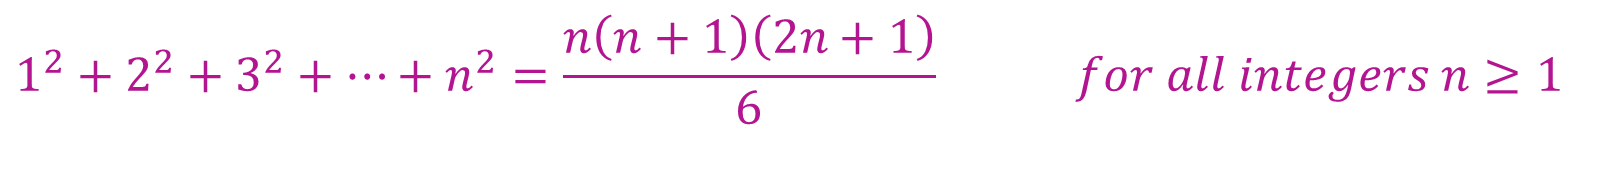 1² + 2² + 3² + ⋯ + n² = n(n + 1)(2n + 1) / 6 for all integers n ≥ 1